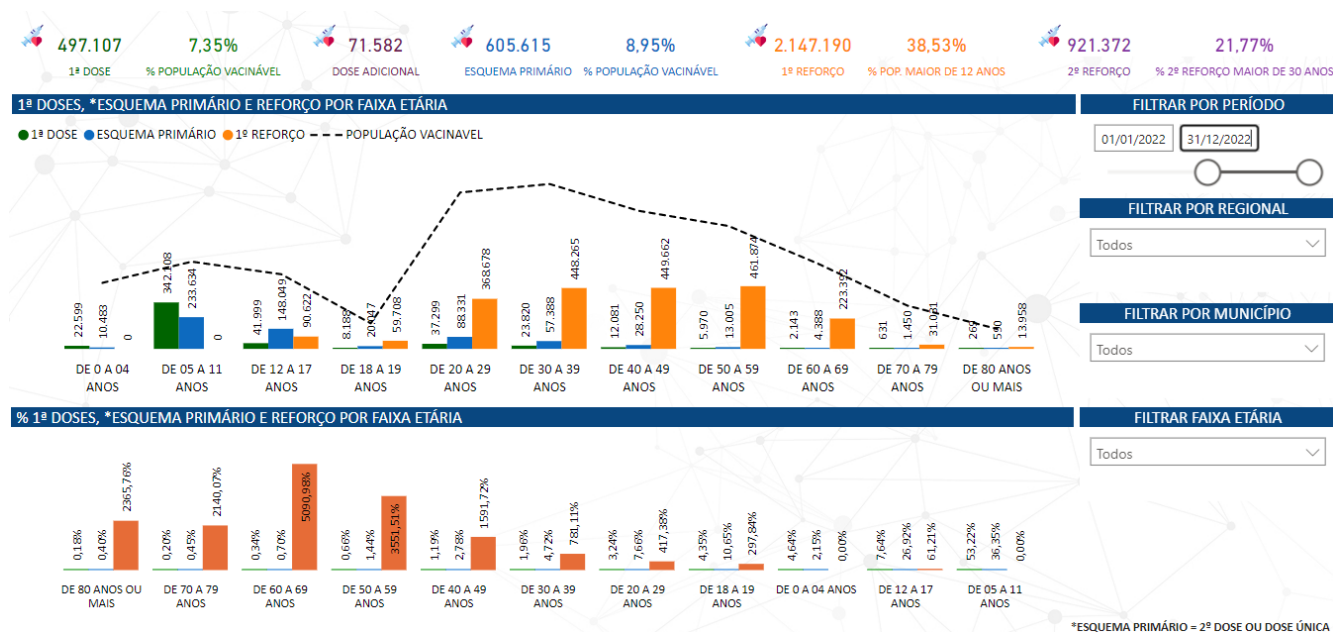 497.107 7,35% 71.582 605.615 8,95% 2.147.190 38,53% 921.372 21,77%
1ª DOSE % POPULAÇÃO VACINÁVEL DOSE ADICIONAL ESQUEMA PRIMÁRIO % POPULAÇÃO VACINÁVEL 1º REFORÇO % POP. MAIOR DE 12 ANOS 2º REFORÇO % 2º REFORÇO MAIOR DE 30 ANOS
1ª DOSES, *ESQUEMA PRIMÁRIO E REFORÇO POR FAIXA ETÁRIA
1ª DOSE ESQUEMA PRIMÁRIO 1º REFORÇO POPULAÇÃO VACINAVEL
22.599 10.483 0
233.634 0
41.999 148.049 90.622
8.188 59.708
37.299 88.331 368.678
23.820 57.388 448.265
12.081 28.250 449.662
5.970 13.005 461.874
2.143 4.388 223.392
631 1.450 31.031
13.958
DE 0 A 04 ANOS
DE 05 A 11 ANOS
DE 12 A 17 ANOS
DE 18 A 19 ANOS
DE 20 A 29 ANOS
DE 30 A 39 ANOS
DE 40 A 49 ANOS
DE 50 A 59 ANOS
DE 60 A 69 ANOS
DE 70 A 79 ANOS
DE 80 ANOS OU MAIS
FILTRAR POR PERÍODO
01/01/2022 31/12/2022
FILTRAR POR REGIONAL
Todos
FILTRAR POR MUNICÍPIO
Todos
% 1ª DOSES, *ESQUEMA PRIMÁRIO E REFORÇO POR FAIXA ETÁRIA
0,18% 0,40% 2365,76%
0,20% 0,45% 2140,07%
0,34% 0,70% 5090,98%
0,66% 1,44% 3551,51%
1,19% 2,78% 1591,72%
1,96% 4,72% 781,11%
3,24% 7,66% 417,38%
4,35% 10,65% 297,84%
4,64% 2,15% 0,00%
7,64% 26,92% 61,21%
53,22% 36,35% 0,00%
DE 80 ANOS OU MAIS
DE 70 A 79 ANOS
DE 60 A 69 ANOS
DE 50 A 59 ANOS
DE 40 A 49 ANOS
DE 30 A 39 ANOS
DE 20 A 29 ANOS
DE 18 A 19 ANOS
DE 0 A 04 ANOS
DE 12 A 17 ANOS
DE 05 A 11 ANOS
FILTRAR FAIXA ETÁRIA
Todos
*ESQUEMA PRIMÁRIO = 2ª DOSE OU DOSE ÚNICA